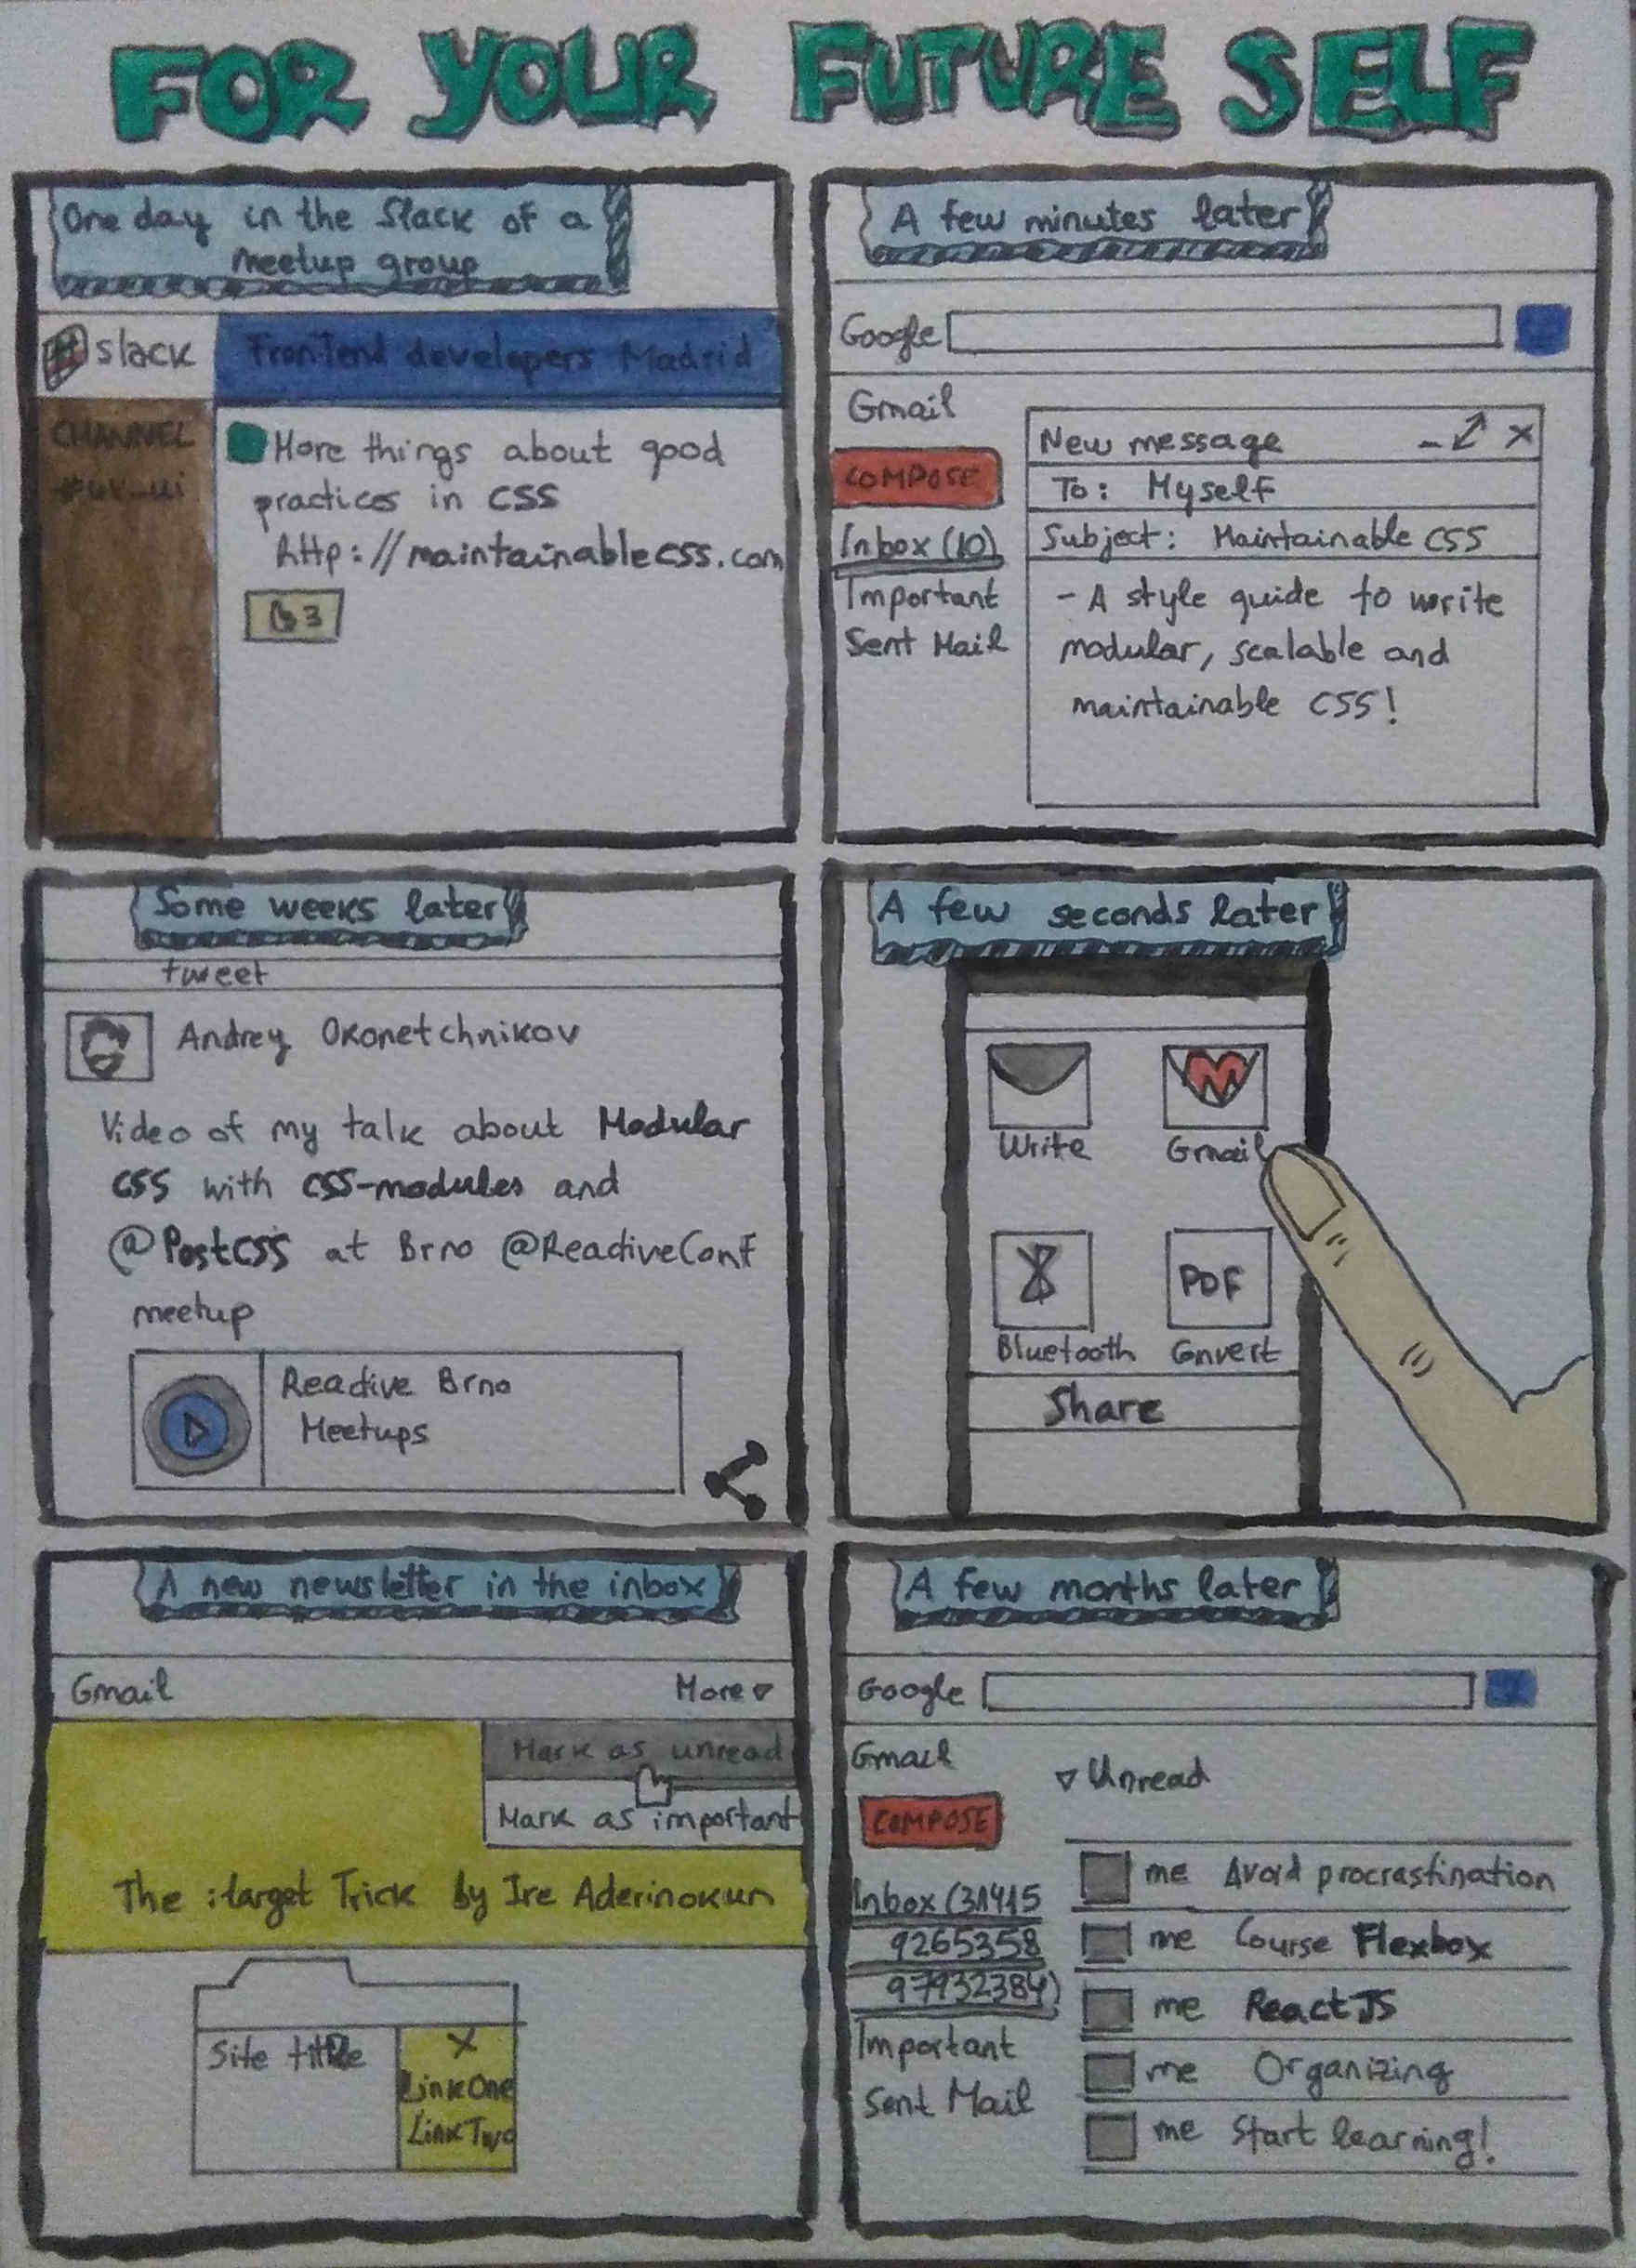 FOR YOUR FUTURE SELF
One day in the Slack of a
meetup group
slack
Frontend developers Madrid
CHANNEL
#ux_ui
More things about good
practices in CSS
http://maintainablecss.com
3
A few minutes later
Google
Gmail
COMPOSE
Inbox (10)
Important
Sent Mail
New message
To: Myself
Subject: Maintainable CSS
- A style guide to write
modular, scalable and
maintainable CSS!
Some weeks later
tweet
Andrey Okonetchnikov
Video of my talk about Modular
CSS with CSS-modules and
@PostCSS at Brno @ReactiveConf
meetup
Reactive Brno
Meetups
A few seconds later
Write
Gmail
Bluetooth
PDF
Convert
Share
A new newsletter in the inbox
Gmail
More
Mark as unread
Mark as important
The :target Trick by Ire Aderinokun
Site title
X
Link One
Link Two
A few months later
Google
Gmail
COMPOSE
Inbox (31415
9265358
97932384)
Important
Sent Mail
Unread
me Avoid procrastination
me Course Flexbox
me ReactJS
me Organizing
me Start learning!